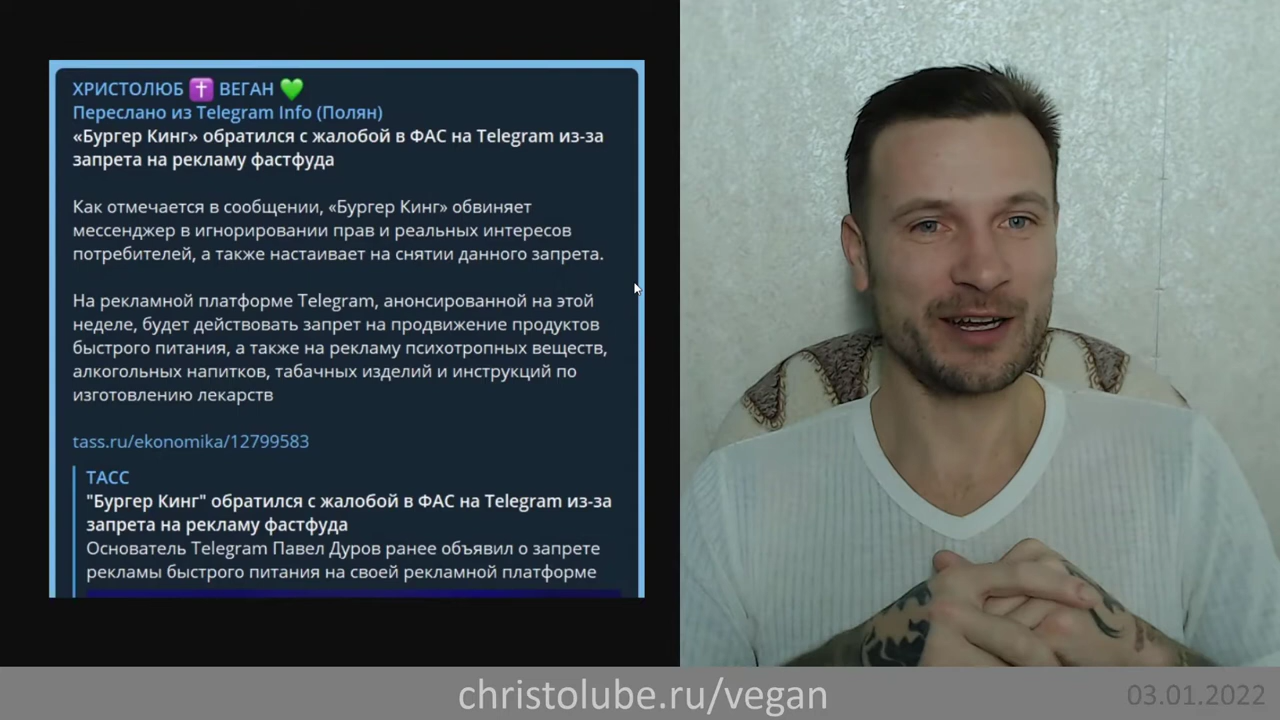 ХРИСТОЛЮБ ✝️ ВЕГАН 💚
Переслано из Telegram Info (Полян)
«Бургер Кинг» обратился с жалобой в ФАС на Telegram из-за
запрета на рекламу фастфуда
Как отмечается в сообщении, «Бургер Кинг» обвиняет
мессенджер в игнорировании прав и реальных интересов
потребителей, а также настаивает на снятии данного запрета.
На рекламной платформе Telegram, анонсированной на этой
неделе, будет действовать запрет на продвижение продуктов
быстрого питания, а также на рекламу психотропных веществ,
алкогольных напитков, табачных изделий и инструкций по
изготовлению лекарств
tass.ru/ekonomika/12799583
ТАСС
"Бургер Кинг" обратился с жалобой в ФАС на Telegram из-за
запрета на рекламу фастфуда
Основатель Telegram Павел Дуров ранее объявил о запрете
рекламы быстрого питания на своей рекламной платформе
christolube.ru/vegan
03.01.2022